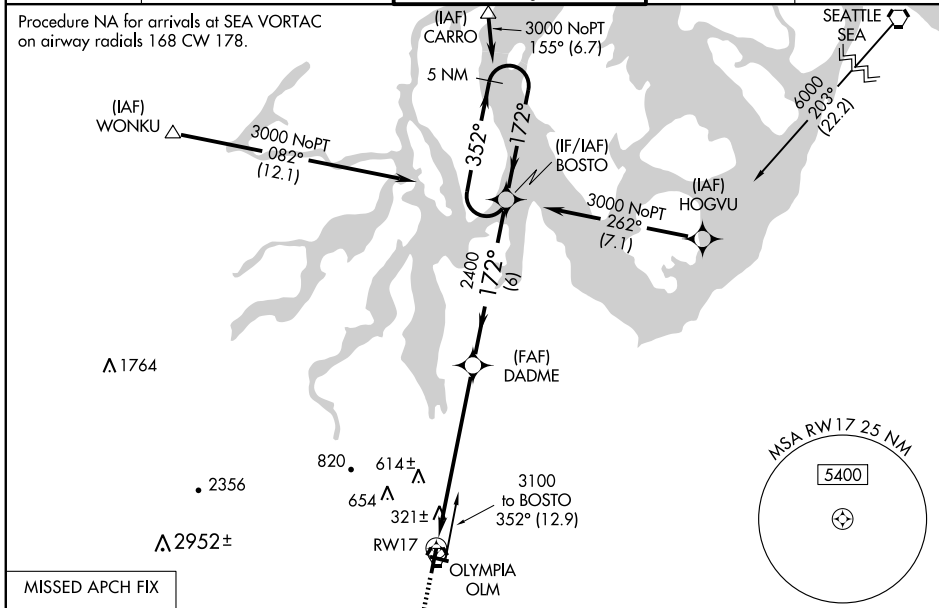 Procedure NA for arrivals at SEA VORTAC
on airway radials 168 CW 178.
(IAF)
CARRO
3000 NoPT
155° (6.7)
SEATTLE
SEA
5 NM
6000
203°
(22.2)
(IAF)
WONKU
3000 NoPT
082°
(12.1)
352°
172°
(IF/IAF)
BOSTO
(IAF)
HOGVU
3000 NoPT
262°
(7.1)
2400
172°
(6)
1764
(FAF)
DADME
MSA RW17 25 NM
5400
820
614±
2356
654
3100
to BOSTO
352° (12.9)
321±
2952±
RW17
OLYMPIA
OLM
MISSED APCH FIX